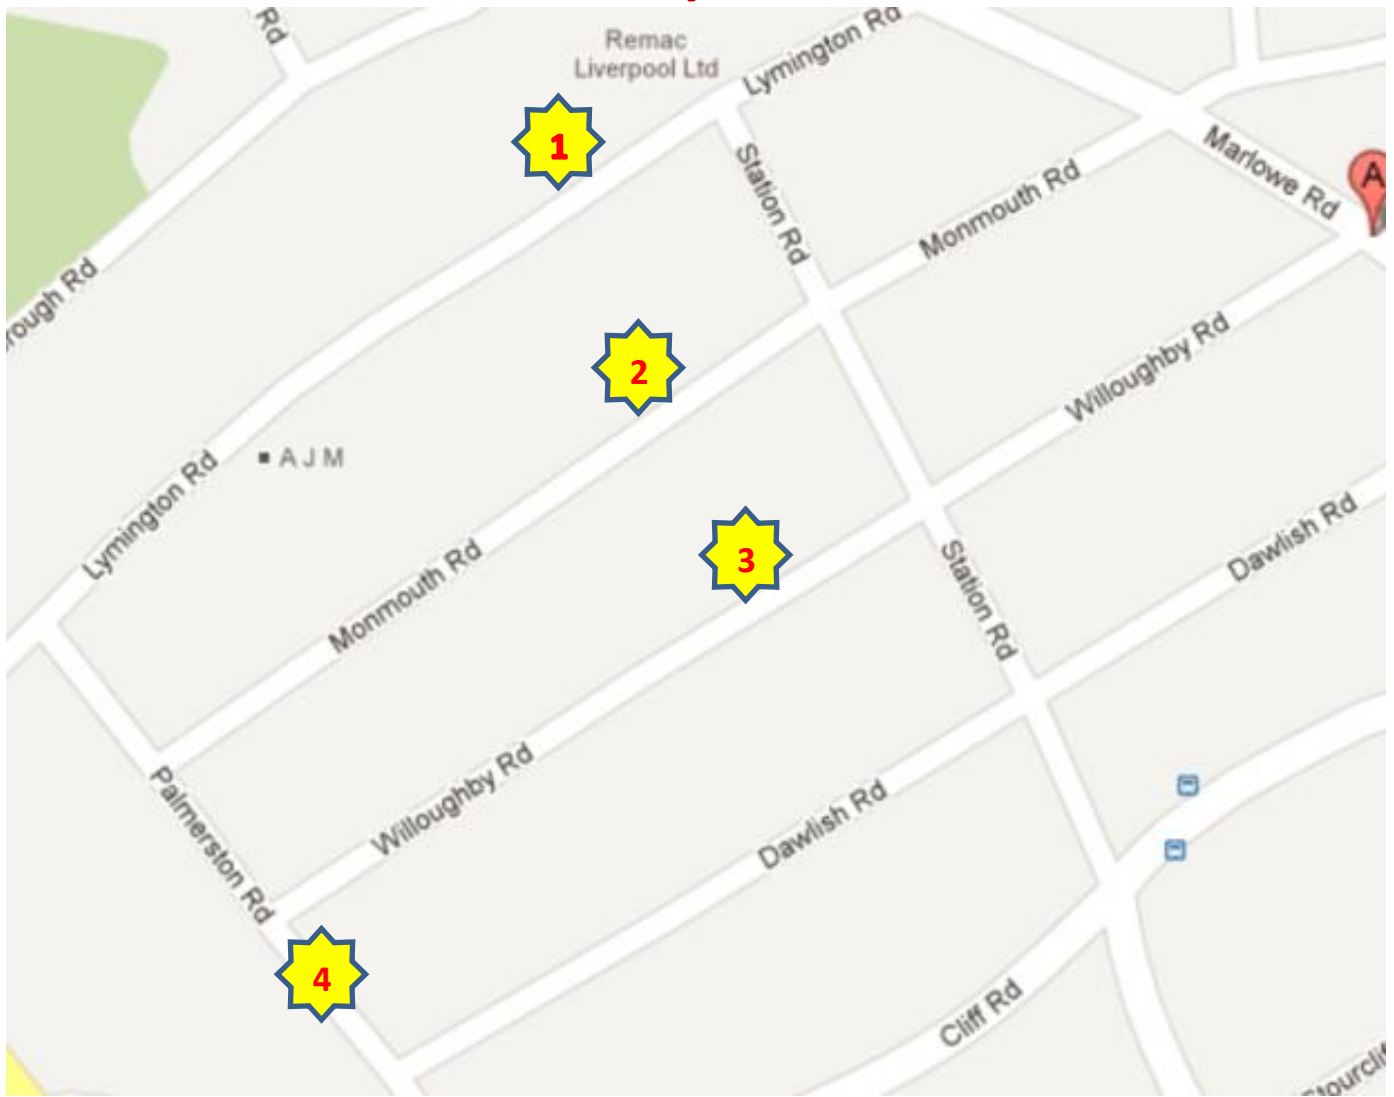 Rd
Remac
Liverpool Ltd
Lymington Rd
1
Station Rd
Marlowe Rd
A
Monmouth Rd
rough Rd
2
Willoughby Rd
A J M
Lymington Rd
3
Dawlish Rd
Monmouth Rd
Station Rd
Willoughby Rd
Dawlish Rd
Palmerston Rd
4
Cliff Rd
Stourclif